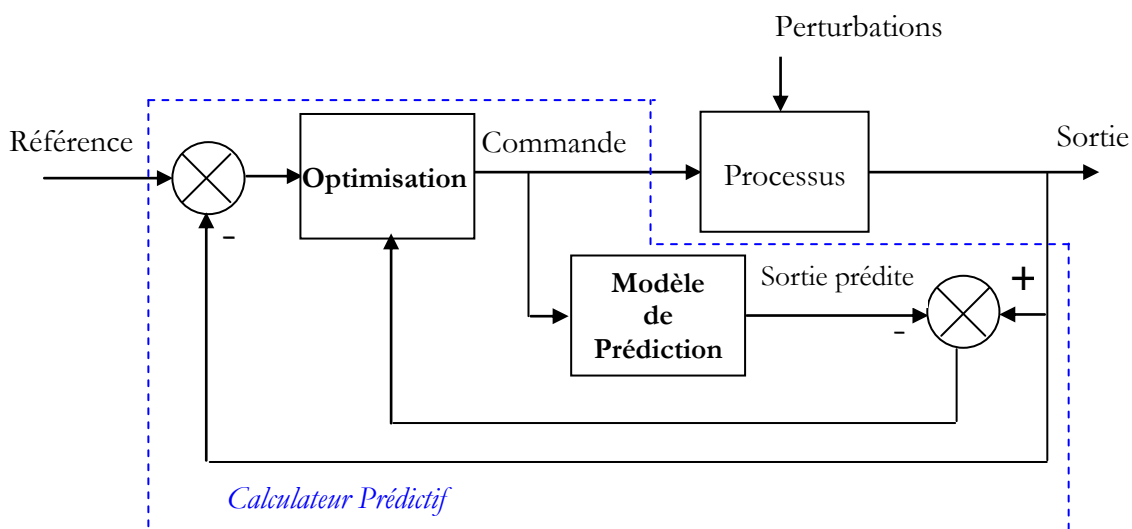 Perturbations
Référence
Commande
Sortie
Optimisation
Processus
-
Modèle
de
Prédiction
Sortie prédite
+
-
Calculateur Prédictif